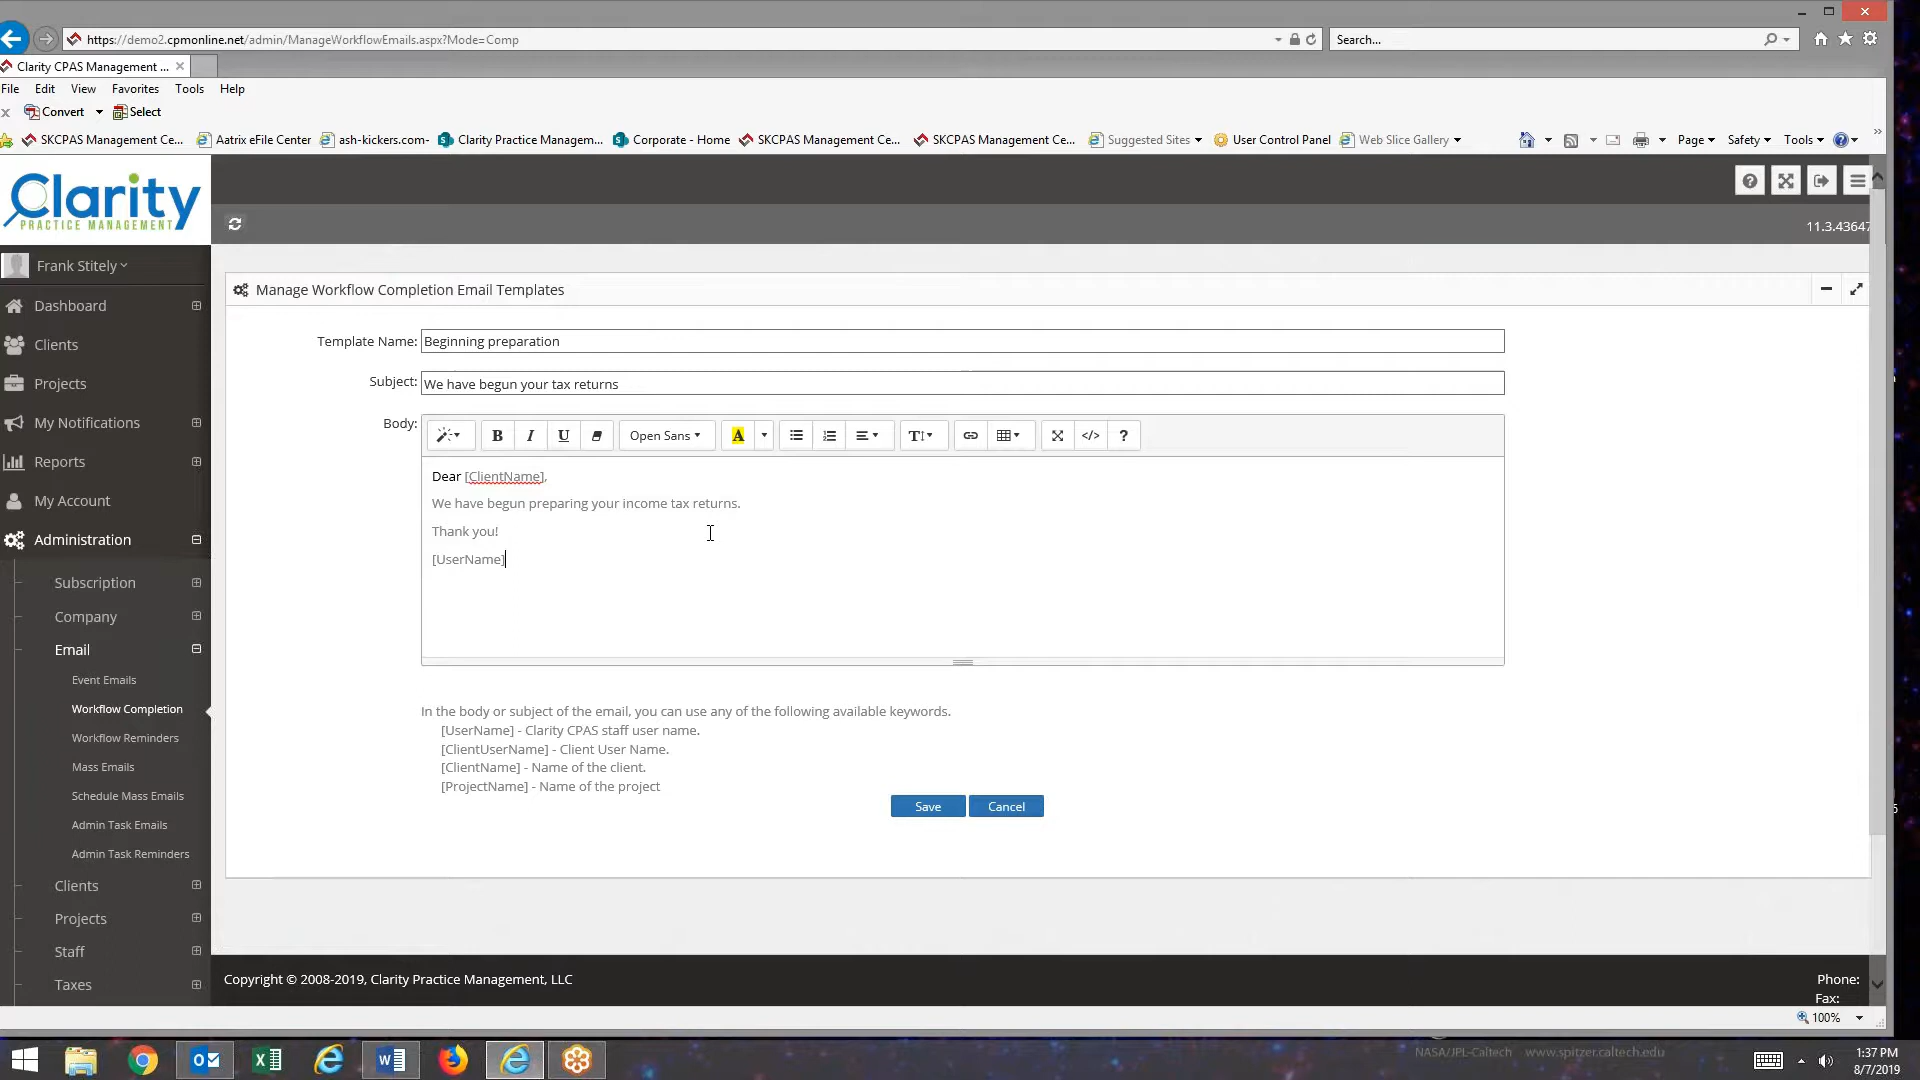 https://demo2.cpmonline.net/admin/ManageWorkflowEmails.aspx?Mode=Comp
Search...
Clarity CPAS Management ...
File Edit View Favorites Tools Help
Convert Select
SKCPAS Management Ce... Aatrix eFile Center ash-kickers.com- Clarity Practice Managem... Corporate - Home SKCPAS Management Ce... SKCPAS Management Ce... Suggested Sites User Control Panel Web Slice Gallery Page Safety Tools
Clarity
PRACTICE MANAGEMENT
11.3.43647
Frank Stitely
Dashboard
Clients
Projects
My Notifications
Reports
My Account
Administration
Subscription
Company
Email
Event Emails
Workflow Completion
Workflow Reminders
Mass Emails
Schedule Mass Emails
Admin Task Emails
Admin Task Reminders
Clients
Projects
Staff
Taxes
Manage Workflow Completion Email Templates
Template Name: Beginning preparation
Subject: We have begun your tax returns
Body:
B I U Open Sans A T </> ?
Dear [ClientName],
We have begun preparing your income tax returns.
Thank you!
[UserName]
In the body or subject of the email, you can use any of the following available keywords.
[UserName] - Clarity CPAS staff user name.
[ClientUserName] - Client User Name.
[ClientName] - Name of the client.
[ProjectName] - Name of the project
Save Cancel
Copyright © 2008-2019, Clarity Practice Management, LLC
Phone:
Fax:
100%
NASA/JPL-Caltech www.spitzer.caltech.edu
1:37 PM
8/7/2019